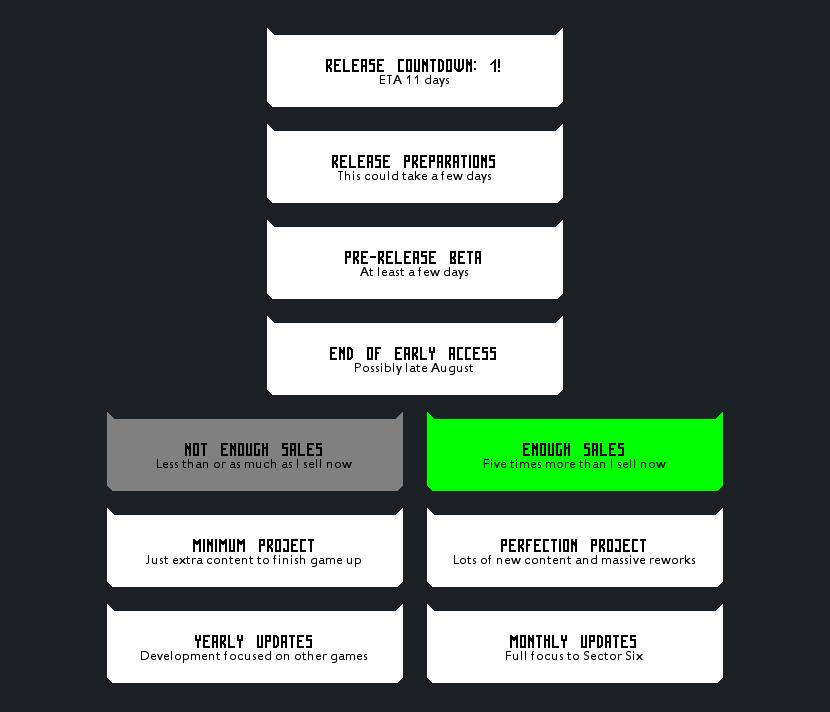 RELEASE COUNTDOWN: 1!
ETA 11 days
RELEASE PREPARATIONS
This could take a few days
PRE-RELEASE BETA
At least a few days
END OF EARLY ACCESS
Possibly late August
NOT ENOUGH SALES
Less than or as much as I sell now
ENOUGH SALES
Five times more than I sell now
MINIMUM PROJECT
Just extra content to finish game up
PERFECTION PROJECT
Lots of new content and massive reworks
YEARLY UPDATES
Development focused on other games
MONTHLY UPDATES
Full focus to Sector Six